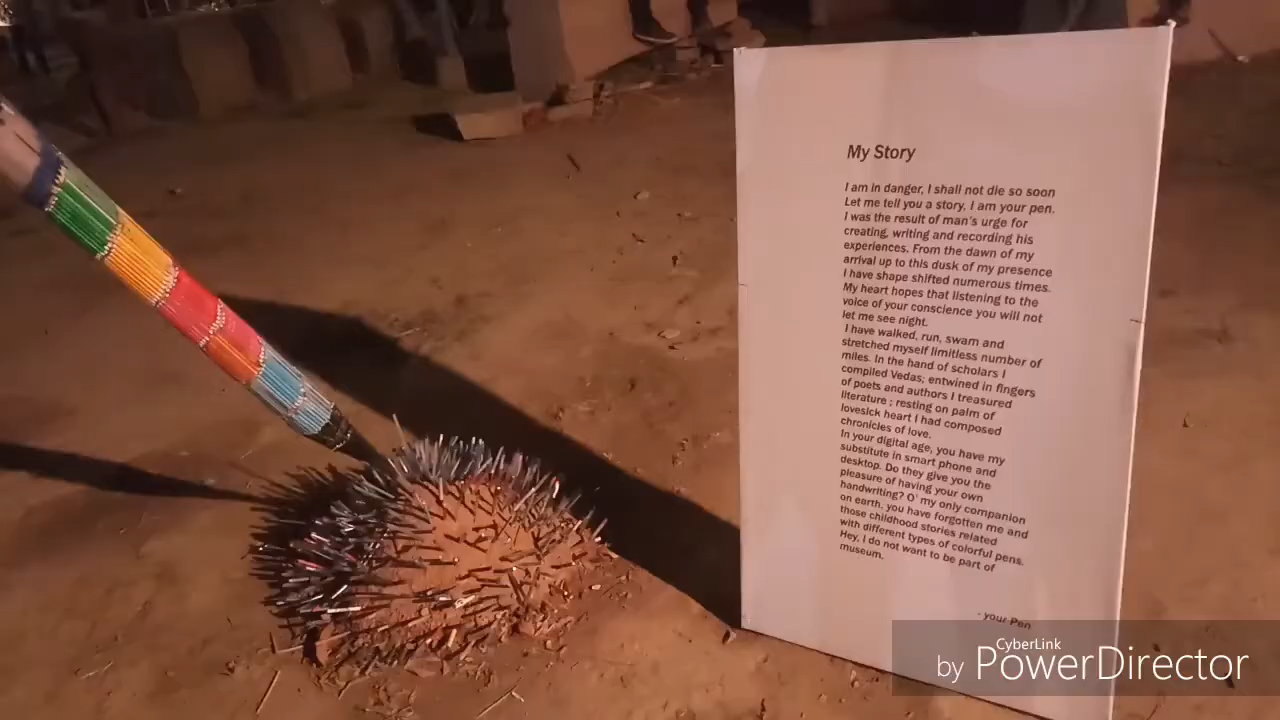 My Story
I am in danger, I shall not die so soon
Let me tell you a story, I am your pen.
I was the result of man's urge for
creating, writing and recording his
experiences. From the dawn of my
arrival up to this dusk of my presence
I have shape shifted numerous times.
My heart hopes that listening to the
voice of your conscience you will not
let me see night.
I have walked, run, swam and
stretched myself limitless number of
miles. In the hand of scholars I
compiled Vedas; entwined in fingers
of poets and authors I treasured
literature ; resting on palm of
lovesick heart I had composed
chronicles of love.
In your digital age, you have my
substitute in smart phone and
desktop. Do they give you the
pleasure of having your own
handwriting? O' my only companion
on earth, you have forgotten me and
those childhood stories related
with different types of colorful pens.
Hey, I do not want to be part of
museum.
- your Pen
by CyberLink PowerDirector